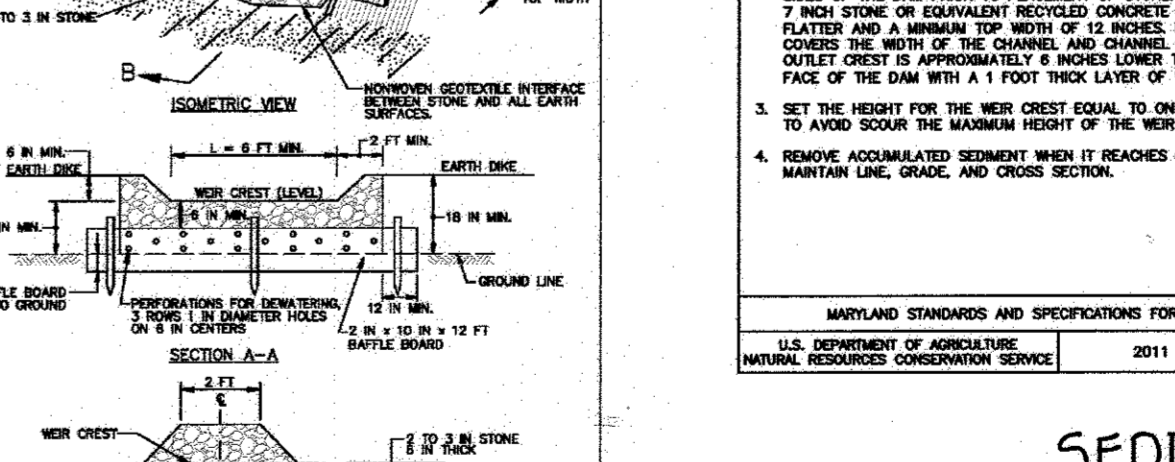 TO 3 IN STONE
B
ISOMETRIC VIEW
NONWOVEN GEOTEXTILE INTERFACE
BETWEEN STONE AND ALL EARTH
SURFACES.
6 IN MIN.
EARTH DIKE
L = 6 FT MIN.
2 FT MIN.
EARTH DIKE
WEIR CREST (LEVEL)
6 IN MIN.
IN MIN.
18 IN MIN.
GROUND LINE
BOARD
GROUND
PERFORATIONS FOR DEWATERING,
3 ROWS 1 IN DIAMETER HOLES
ON 6 IN CENTERS
12 IN MIN.
2 IN x 10 IN x 12 FT
BAFFLE BOARD
SECTION A-A
2 FT
WEIR CREST
2 TO 3 IN STONE
6 IN THICK
7 INCH STONE OR EQUIVALENT RECYCLED CONCRETE
FLATTER AND A MINIMUM TOP WIDTH OF 12 INCHES.
COVERS THE WIDTH OF THE CHANNEL AND CHANNEL
OUTLET CREST IS APPROXIMATELY 6 INCHES LOWER
FACE OF THE DAM WITH A 1 FOOT THICK LAYER OF
3. SET THE HEIGHT FOR THE WEIR CREST EQUAL TO
TO AVOID SCOUR THE MAXIMUM HEIGHT OF THE WEIR
4. REMOVE ACCUMULATED SEDIMENT WHEN IT REACHES
MAINTAIN LINE, GRADE, AND CROSS SECTION.
MARYLAND STANDARDS AND SPECIFICATIONS FOR
U.S. DEPARTMENT OF AGRICULTURE
NATURAL RESOURCES CONSERVATION SERVICE
2011